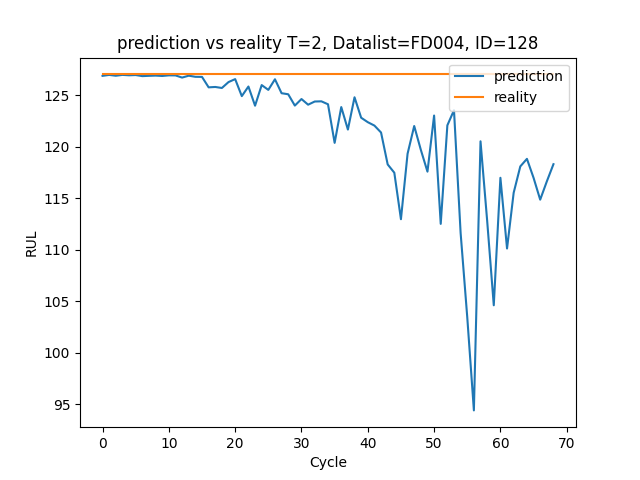 prediction vs reality T=2, Datalist=FD004, ID=128
prediction
reality
125
120
115
110
105
100
95
RUL
0 10 20 30 40 50 60 70
Cycle